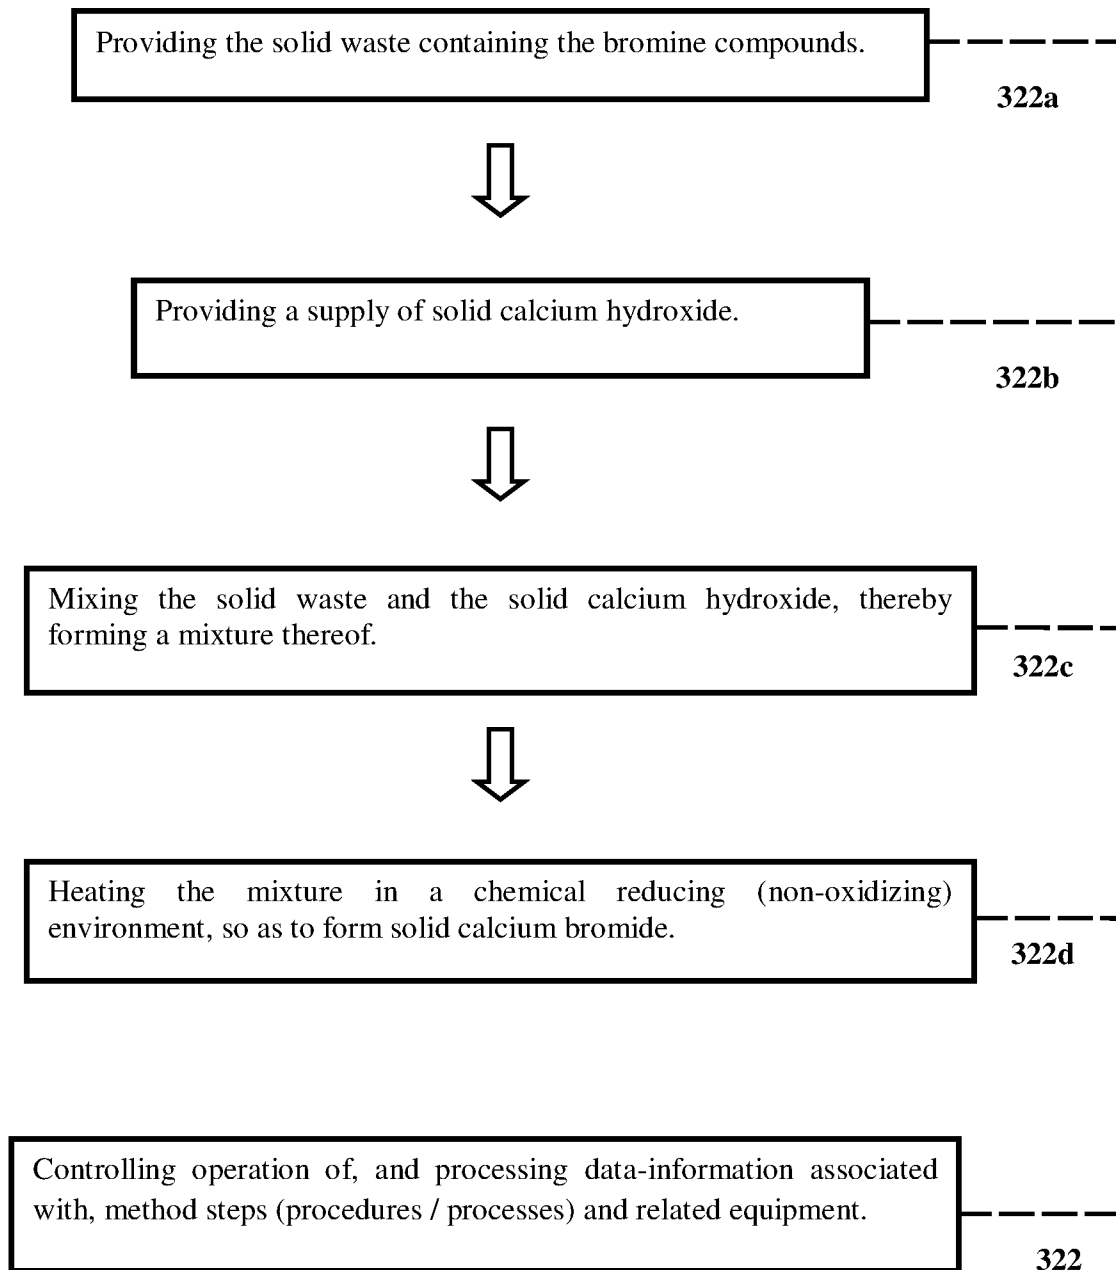 Providing the solid waste containing the bromine compounds.
322a
Providing a supply of solid calcium hydroxide.
322b
Mixing the solid waste and the solid calcium hydroxide, thereby
forming a mixture thereof.
322c
Heating the mixture in a chemical reducing (non-oxidizing)
environment, so as to form solid calcium bromide.
322d
Controlling operation of, and processing data-information associated
with, method steps (procedures / processes) and related equipment.
322